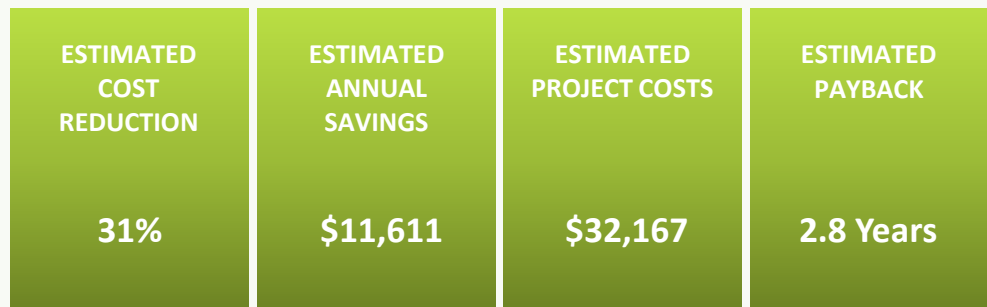 ESTIMATED
COST
REDUCTION
31%
ESTIMATED
ANNUAL
SAVINGS
$11,611
ESTIMATED
PROJECT COSTS
$32,167
ESTIMATED
PAYBACK
2.8 Years